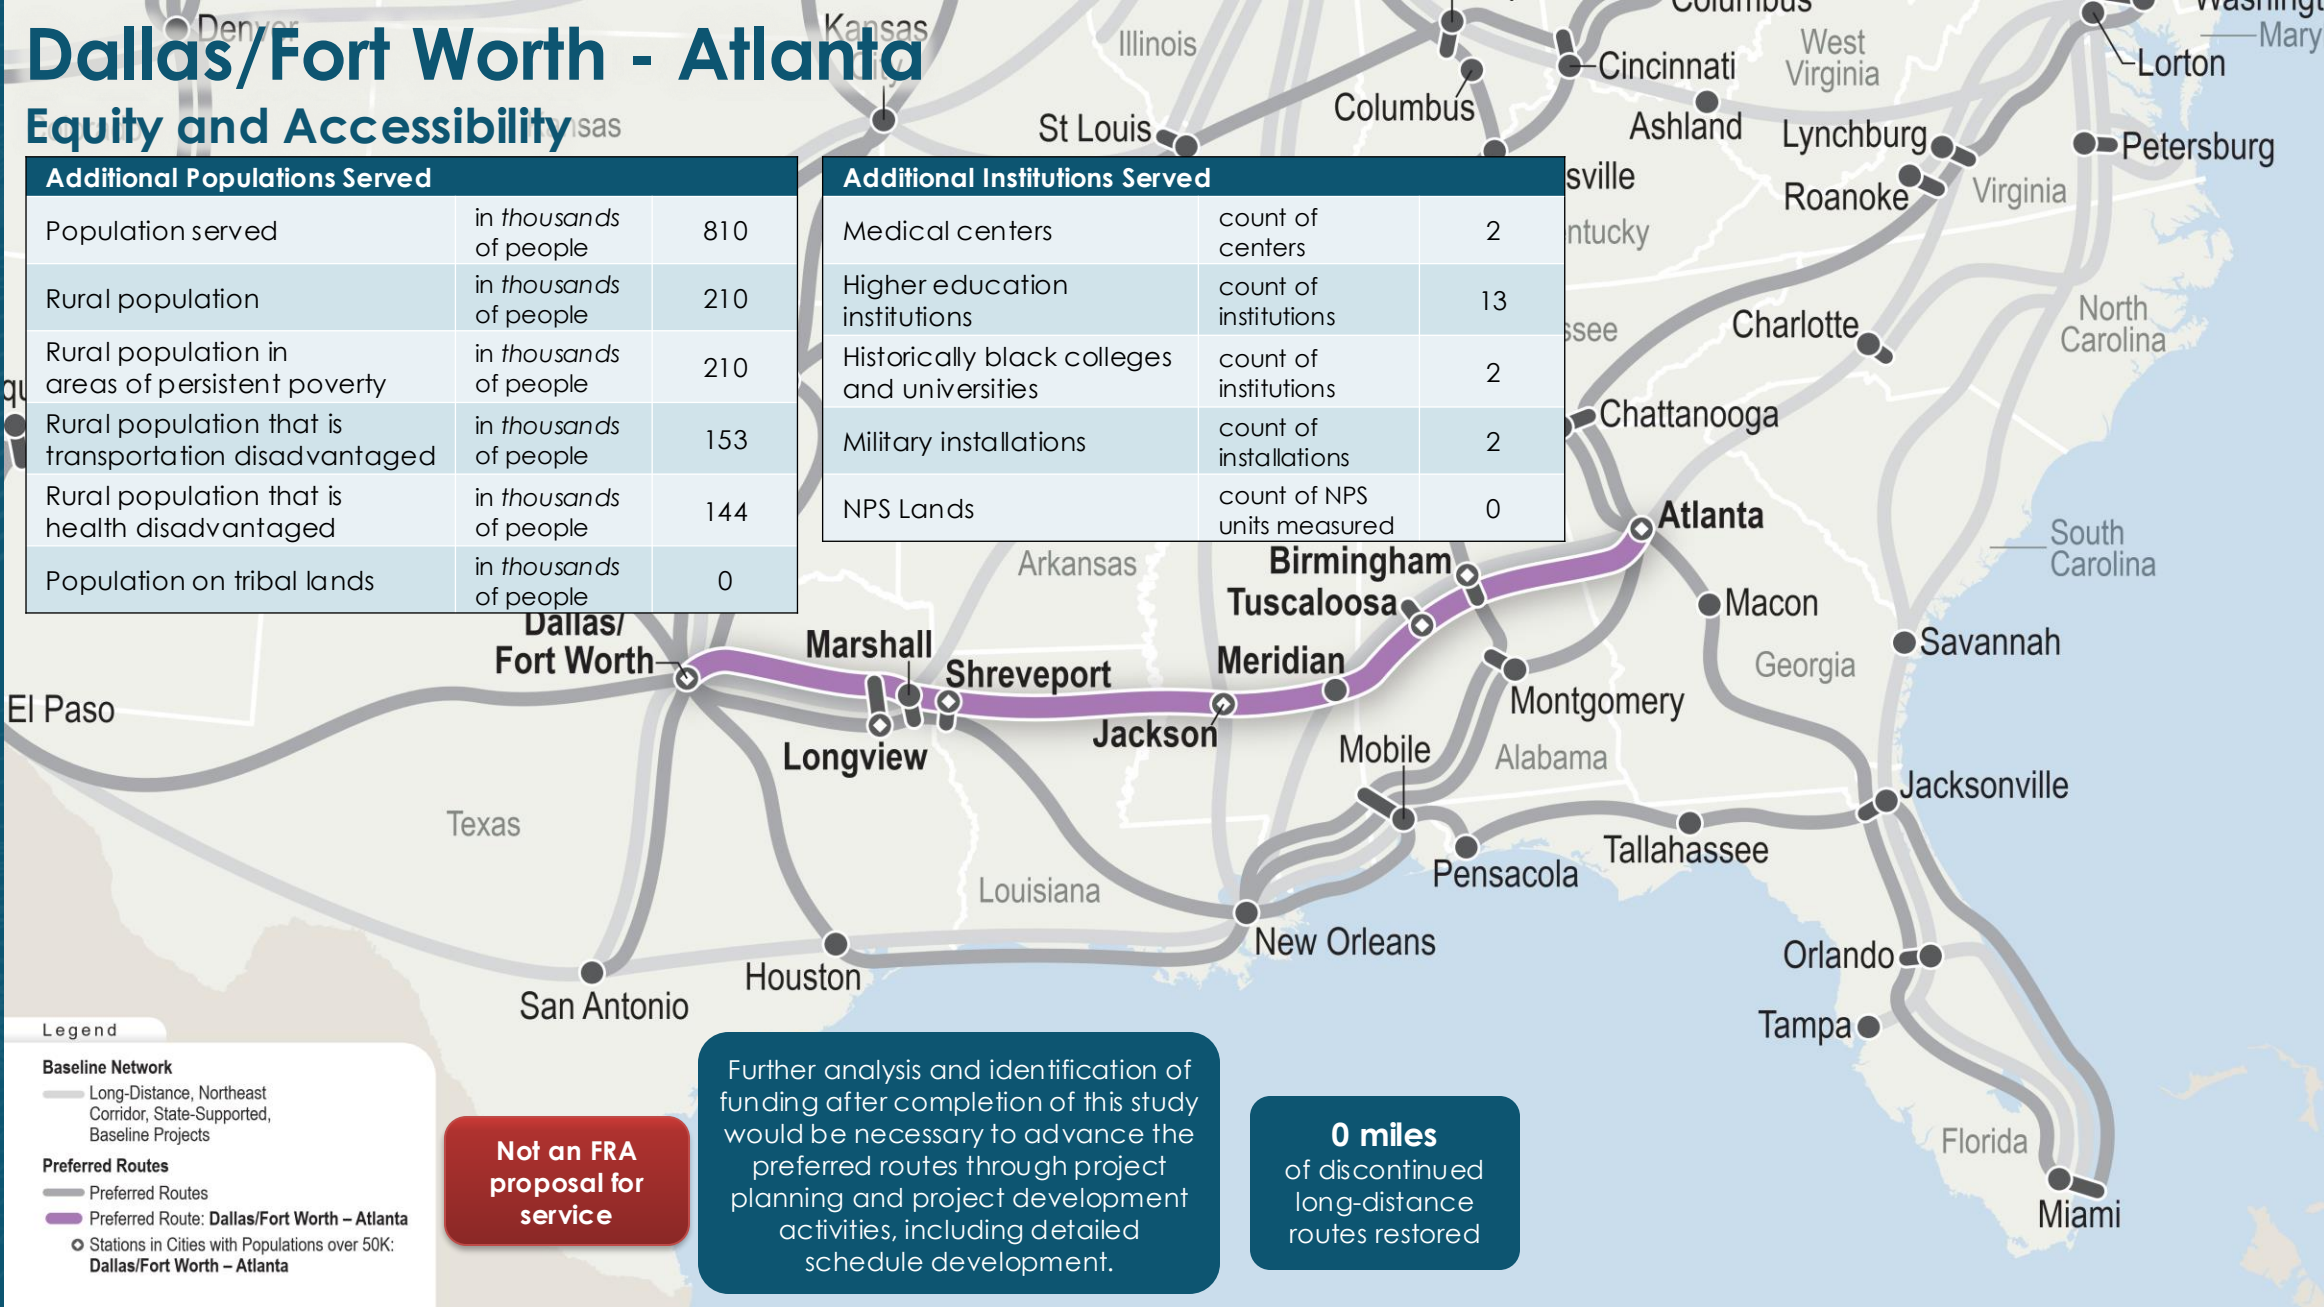 Dallas/Fort Worth - Atlanta
Equity and Accessibility
Additional Populations Served
Population served
in thousands
of people
810
Rural population
in thousands
of people
210
Rural population in
areas of persistent poverty
in thousands
of people
210
Rural population that is
transportation disadvantaged
in thousands
of people
153
Rural population that is
health disadvantaged
in thousands
of people
144
Population on tribal lands
in thousands
of people
0
Additional Institutions Served
Medical centers
count of
centers
2
Higher education
institutions
count of
institutions
13
Historically black colleges
and universities
count of
institutions
2
Military installations
count of
installations
2
NPS Lands
count of NPS
units measured
0
Denver
Kansas
City
Illinois
Columbus
West
Virginia
Mary
Lorton
Cincinnati
Columbus
St Louis
Ashland
Lynchburg
Petersburg
sville
Roanoke
Virginia
ntucky
ssee
Charlotte
North
Carolina
Chattanooga
Atlanta
South
Carolina
Arkansas
Birmingham
Tuscaloosa
Macon
Dallas/
Fort Worth
Marshall
Shreveport
Meridian
Savannah
Georgia
El Paso
Jackson
Montgomery
Longview
Mobile
Alabama
Jacksonville
Texas
Tallahassee
Pensacola
Louisiana
New Orleans
Orlando
Houston
San Antonio
Tampa
Florida
Miami
Legend
Baseline Network
Long-Distance, Northeast
Corridor, State-Supported,
Baseline Projects
Preferred Routes
Preferred Routes
Preferred Route: Dallas/Fort Worth – Atlanta
Stations in Cities with Populations over 50K:
Dallas/Fort Worth – Atlanta
Not an FRA
proposal for
service
Further analysis and identification of
funding after completion of this study
would be necessary to advance the
preferred routes through project
planning and project development
activities, including detailed
schedule development.
0 miles
of discontinued
long-distance
routes restored